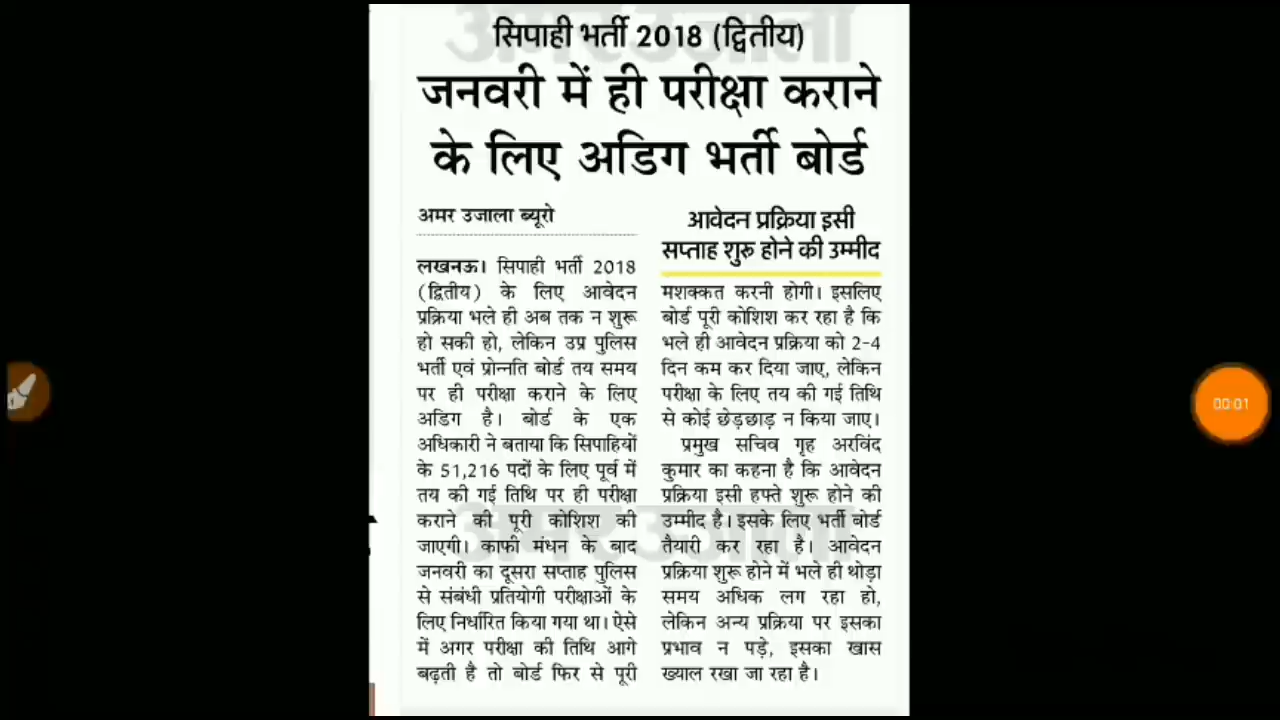 सिपाही भर्ती 2018 (द्वितीय)
जनवरी में ही परीक्षा कराने
के लिए अडिग भर्ती बोर्ड
अमर उजाला ब्यूरो
लखनऊ। सिपाही भर्ती 2018
(द्वितीय) के लिए आवेदन
प्रक्रिया भले ही अब तक न शुरू
हो सकी हो, लेकिन उप्र पुलिस
भर्ती एवं प्रोन्नति बोर्ड तय समय
पर ही परीक्षा कराने के लिए
अडिग है। बोर्ड के एक
अधिकारी ने बताया कि सिपाहियों
के 51,216 पदों के लिए पूर्व में
तय की गई तिथि पर ही परीक्षा
कराने की पूरी कोशिश की
जाएगी। काफी मंथन के बाद
जनवरी का दूसरा सप्ताह पुलिस
से संबंधी प्रतियोगी परीक्षाओं के
लिए निर्धारित किया गया था। ऐसे
में अगर परीक्षा की तिथि आगे
बढ़ती है तो बोर्ड फिर से पूरी
आवेदन प्रक्रिया इसी
सप्ताह शुरू होने की उम्मीद
मशक्कत करनी होगी। इसलिए
बोर्ड पूरी कोशिश कर रहा है कि
भले ही आवेदन प्रक्रिया को 2-4
दिन कम कर दिया जाए, लेकिन
परीक्षा के लिए तय की गई तिथि
से कोई छेड़छाड़ न किया जाए।
प्रमुख सचिव गृह अरविंद
कुमार का कहना है कि आवेदन
प्रक्रिया इसी हफ्ते शुरू होने की
उम्मीद है। इसके लिए भर्ती बोर्ड
तैयारी कर रहा है। आवेदन
प्रक्रिया शुरू होने में भले ही थोड़ा
समय अधिक लग रहा हो,
लेकिन अन्य प्रक्रिया पर इसका
प्रभाव न पड़े, इसका खास
ख्याल रखा जा रहा है।
अमर उजाला
अमर उजाला
00:01